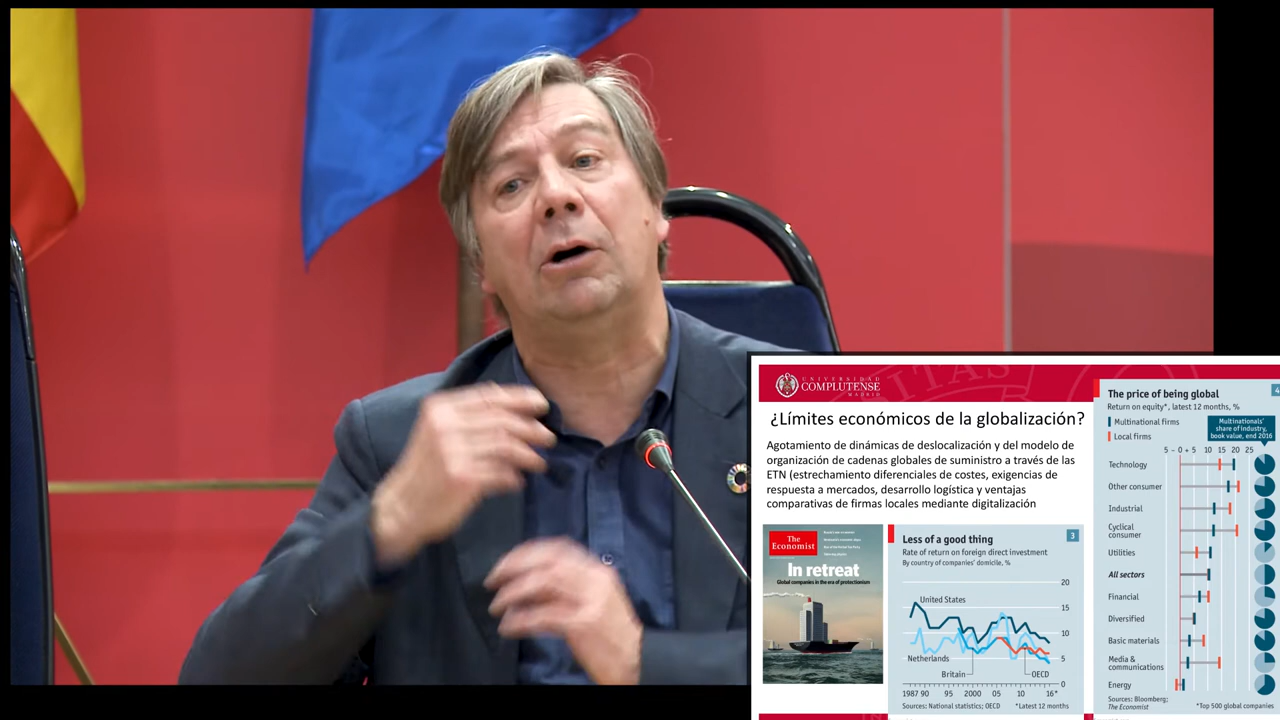 UNIVERSIDAD
COMPLUTENSE
MADRID
¿Límites económicos de la globalización?
Agotamiento de dinámicas de deslocalización y del modelo de
organización de cadenas globales de suministro a través de las
ETN (estrechamiento diferenciales de costes, exigencias de
respuesta a mercados, desarrollo logística y ventajas
comparativas de firmas locales mediante digitalización
The
Economist
In retreat
Global companies in the era of protectionism
Less of a good thing
3
Rate of return on foreign direct investment
By country of companies' domicile, %
20
United States
15
10
Netherlands
5
Britain
OECD
0
1987 90 95 2000 05 10 16*
Sources: National statistics; OECD
*Latest 12 months
The price of being global
4
Return on equity*, latest 12 months, %
Multinational firms
Local firms
Multinationals'
share of industry,
book value, end 2016
5 - 0 + 5 10 15 20 25
Technology
Other consumer
Industrial
Cyclical
consumer
Utilities
All sectors
Financial
Diversified
Basic materials
Media &
communications
Energy
Sources: Bloomberg;
The Economist
*Top 500 global companies